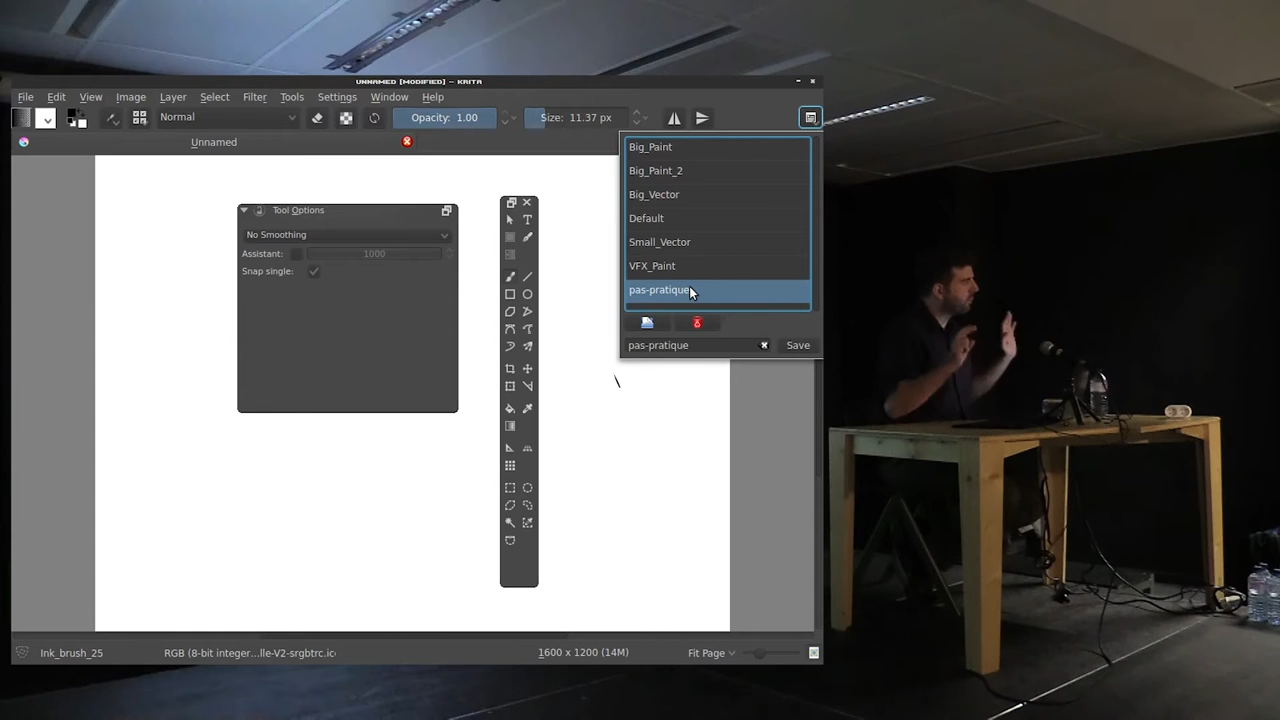 UNNAMED [MODIFIED] -- KRITA
File Edit View Image Layer Select Filter Tools Settings Window Help
Normal Opacity: 1.00 Size: 11.37 px
Unnamed
Big_Paint
Big_Paint_2
Big_Vector
Default
Small_Vector
VFX_Paint
pas-pratique
pas-pratique Save
Tool Options
No Smoothing
Assistant: 1000
Snap single:
Ink_brush_25 RGB (8-bit integer...lle-V2-srgbtrc.ic 1600 x 1200 (14M) Fit Page